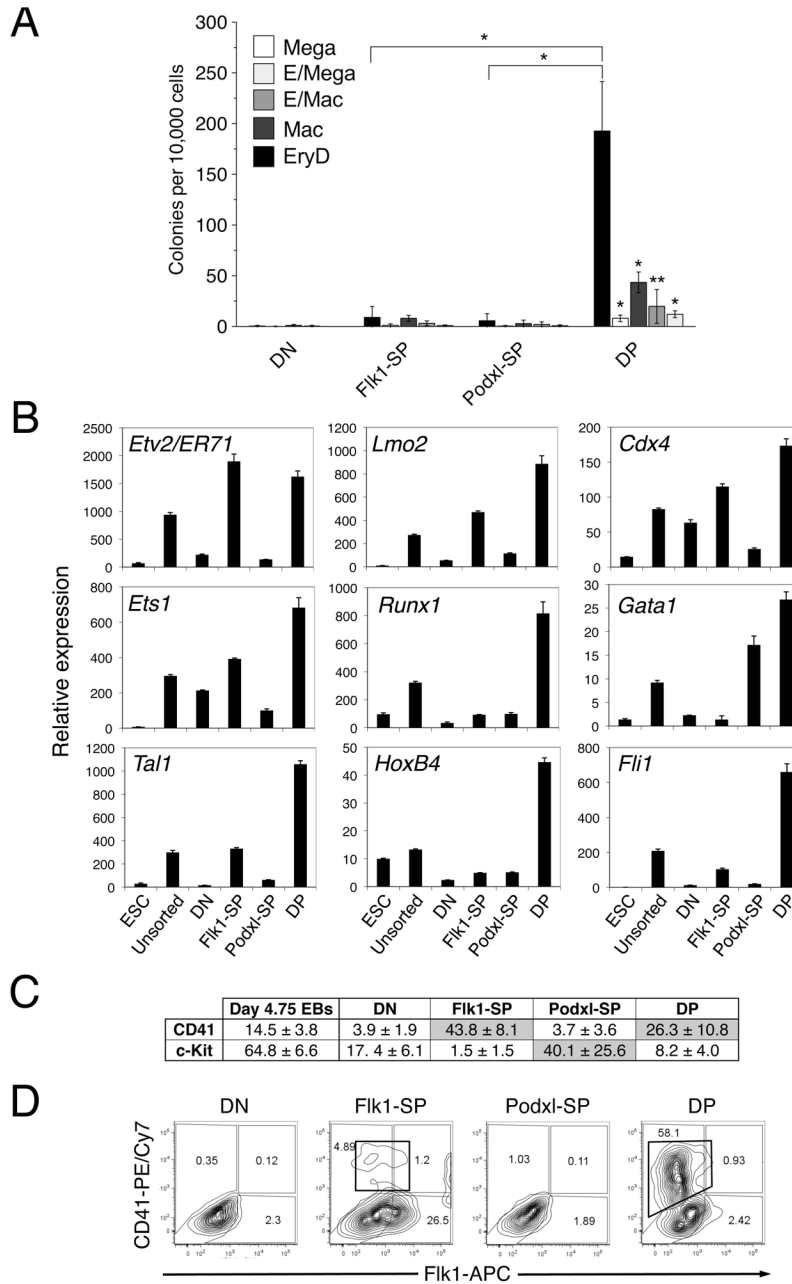 A
300
250
200
150
100
50
0
Colonies per 10,000 cells
Mega
E/Mega
E/Mac
Mac
EryD
*
*
* * ** *
DN Flk1-SP Podxl-SP DP
B
Relative expression
Etv2/ER71
2500
2000
1500
1000
500
0
Lmo2
1200
1000
800
600
400
200
0
Cdx4
200
150
100
50
0
Ets1
800
600
400
200
0
Runx1
1000
800
600
400
200
0
Gata1
30
25
20
15
10
5
0
Tal1
1200
1000
800
600
400
200
0
HoxB4
50
40
30
20
10
0
Fli1
800
600
400
200
0
ESC Unsorted DN Flk1-SP Podxl-SP DP
ESC Unsorted DN Flk1-SP Podxl-SP DP
ESC Unsorted DN Flk1-SP Podxl-SP DP
C
Day 4.75 EBs DN Flk1-SP Podxl-SP DP
CD41 14.5 ± 3.8 3.9 ± 1.9 43.8 ± 8.1 3.7 ± 3.6 26.3 ± 10.8
c-Kit 64.8 ± 6.6 17. 4 ± 6.1 1.5 ± 1.5 40.1 ± 25.6 8.2 ± 4.0
D
DN Flk1-SP Podxl-SP DP
CD41-PE/Cy7
0.35 0.12 2.3
4.89 1.2 26.5
1.03 0.11 1.89
58.1 0.93 2.42
Flk1-APC